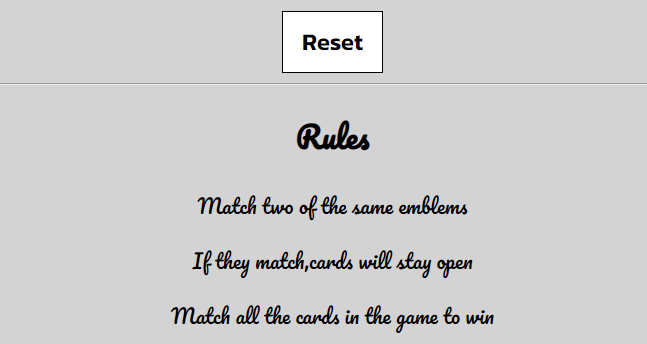 Reset
Rules
Match two of the same emblems
If they match,cards will stay open
Match all the cards in the game to win